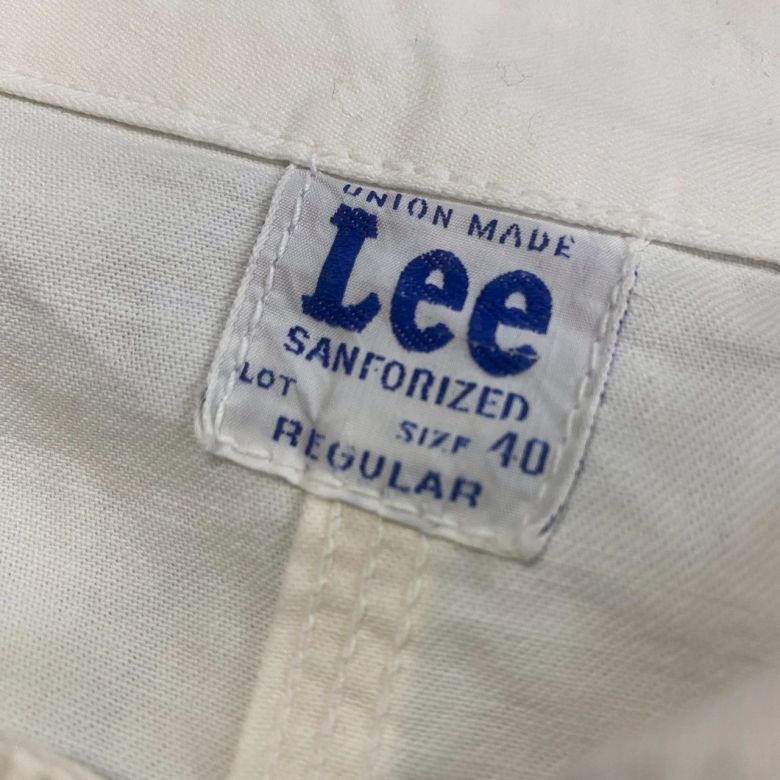 UNION MADE
Lee
SANFORIZED
LOT SIZE 40
REGULAR